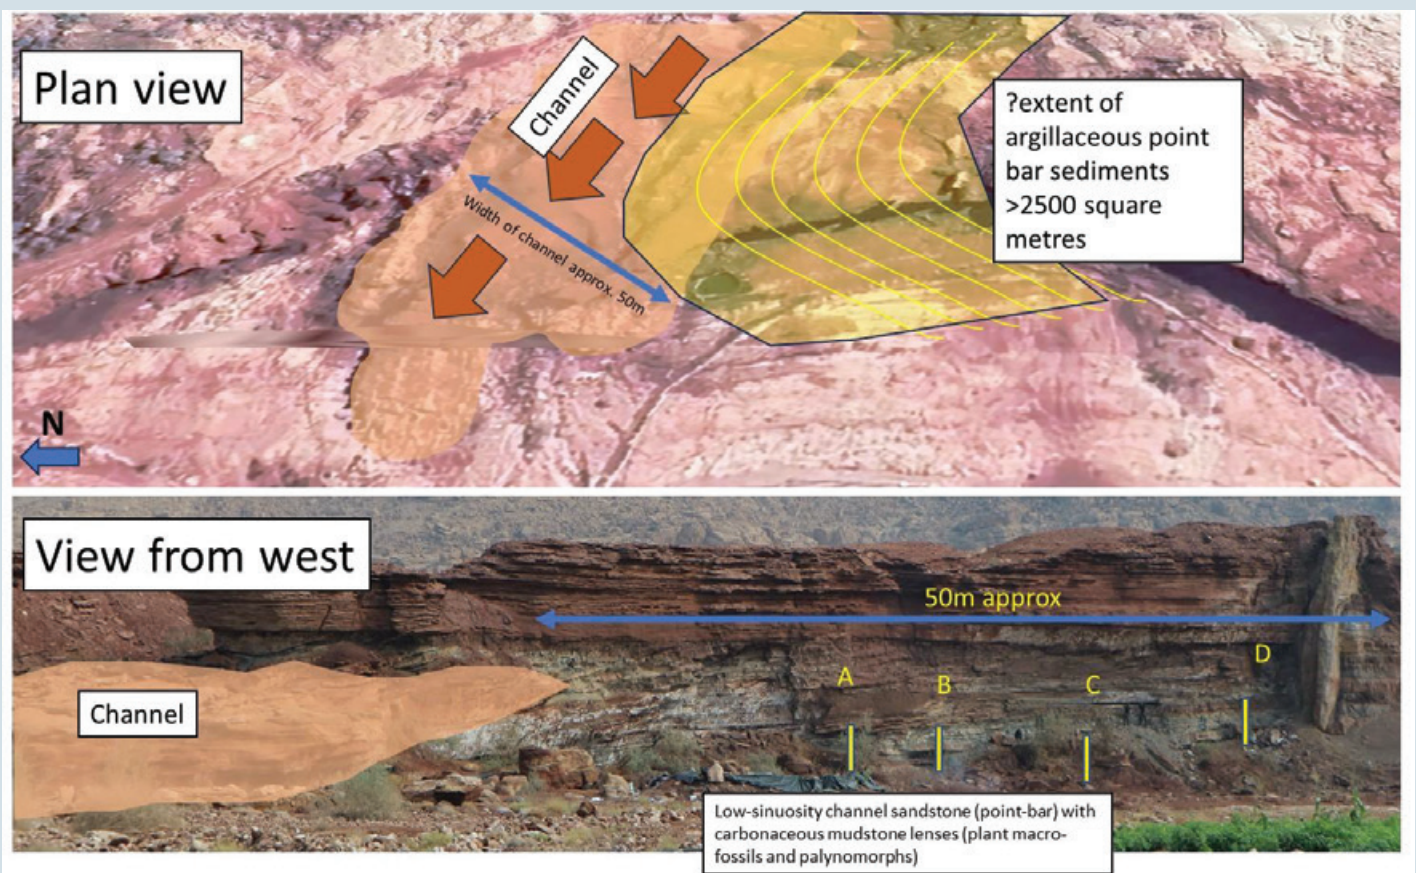 Plan view
Channel
Width of channel approx. 50m
?extent of
argillaceous point
bar sediments
>2500 square
metres
N
View from west
50m approx
A
B
C
D
Channel
Low-sinuosity channel sandstone (point-bar) with
carbonaceous mudstone lenses (plant macro-
fossils and palynomorphs)